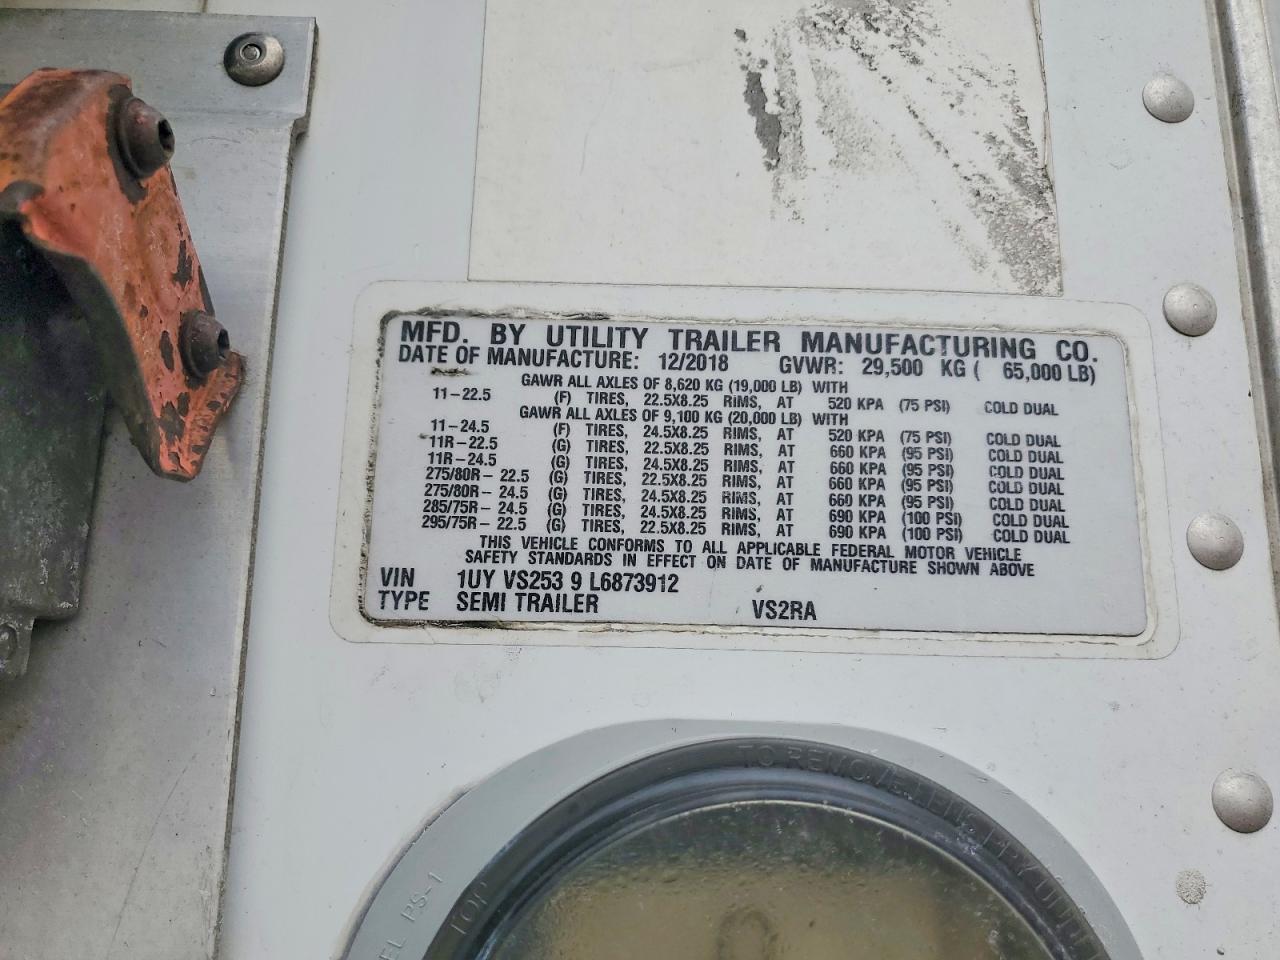 MFD. BY UTILITY TRAILER MANUFACTURING CO.
DATE OF MANUFACTURE: 12/2018 GVWR: 29,500 KG ( 65,000 LB)
GAWR ALL AXLES OF 8,620 KG (19,000 LB) WITH
11-22.5 (F) TIRES, 22.5X8.25 RIMS, AT 520 KPA (75 PSI) COLD DUAL
GAWR ALL AXLES OF 9,100 KG (20,000 LB) WITH
11-24.5 (F) TIRES, 24.5X8.25 RIMS, AT 520 KPA (75 PSI) COLD DUAL
11R-22.5 (G) TIRES, 22.5X8.25 RIMS, AT 660 KPA (95 PSI) COLD DUAL
11R-24.5 (G) TIRES, 24.5X8.25 RIMS, AT 660 KPA (95 PSI) COLD DUAL
275/80R- 22.5 (G) TIRES, 22.5X8.25 RIMS, AT 660 KPA (95 PSI) COLD DUAL
275/80R- 24.5 (G) TIRES, 24.5X8.25 RIMS, AT 660 KPA (95 PSI) COLD DUAL
285/75R- 24.5 (G) TIRES, 24.5X8.25 RIMS, AT 690 KPA (100 PSI) COLD DUAL
295/75R- 22.5 (G) TIRES, 22.5X8.25 RIMS, AT 690 KPA (100 PSI) COLD DUAL
THIS VEHICLE CONFORMS TO ALL APPLICABLE FEDERAL MOTOR VEHICLE
SAFETY STANDARDS IN EFFECT ON DATE OF MANUFACTURE SHOWN ABOVE
VIN 1UY VS253 9 L6873912
TYPE SEMI TRAILER VS2RA
TO REMOVE LENS PRY
PS-1
TOP